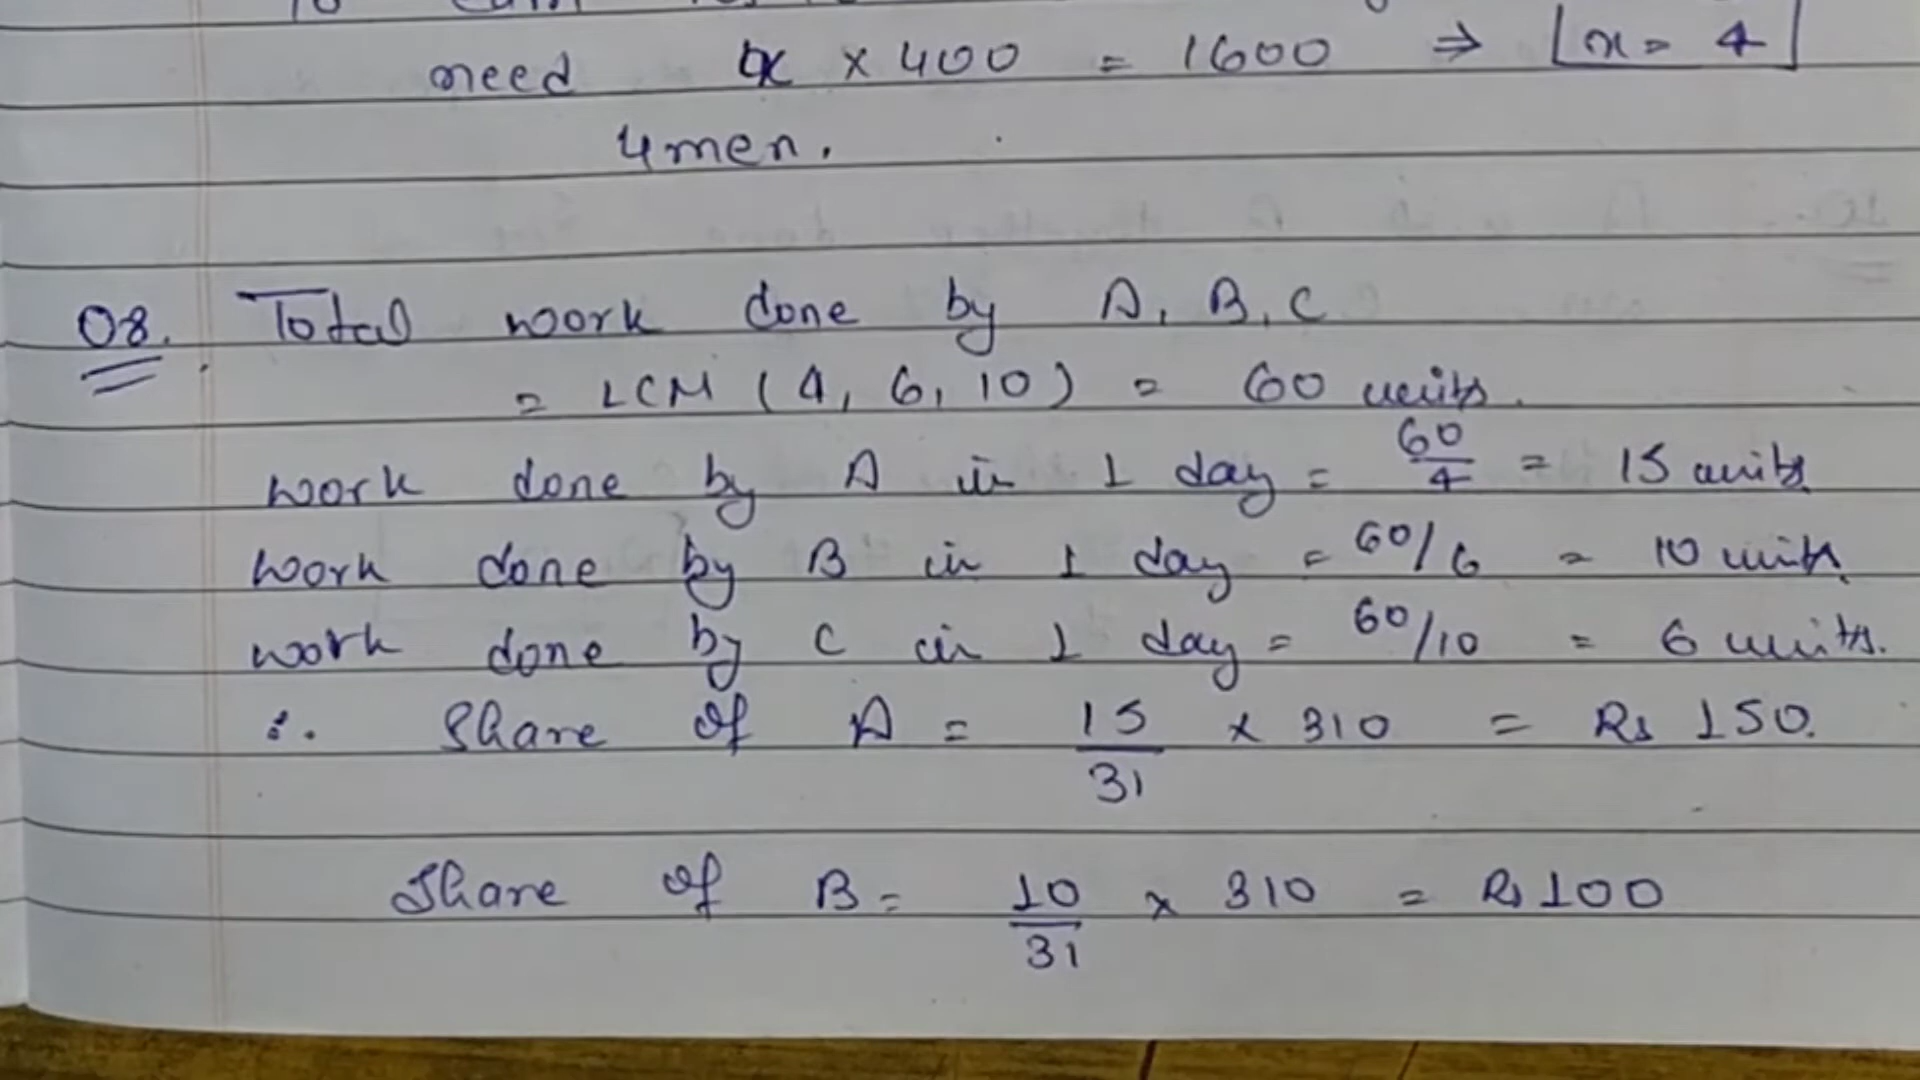 need x × 400 = 1600 ⇒ x = 4
4 men.
08. Total work done by A, B, C
= LCM (4, 6, 10) = 60 units.
work done by A in 1 day = 60/4 = 15 units
work done by B in 1 day = 60/6 = 10 units.
work done by C in 1 day = 60/10 = 6 units.
∴ Share of A = 15/31 × 310 = Rs 150.
Share of B = 10/31 × 310 = Rs 100